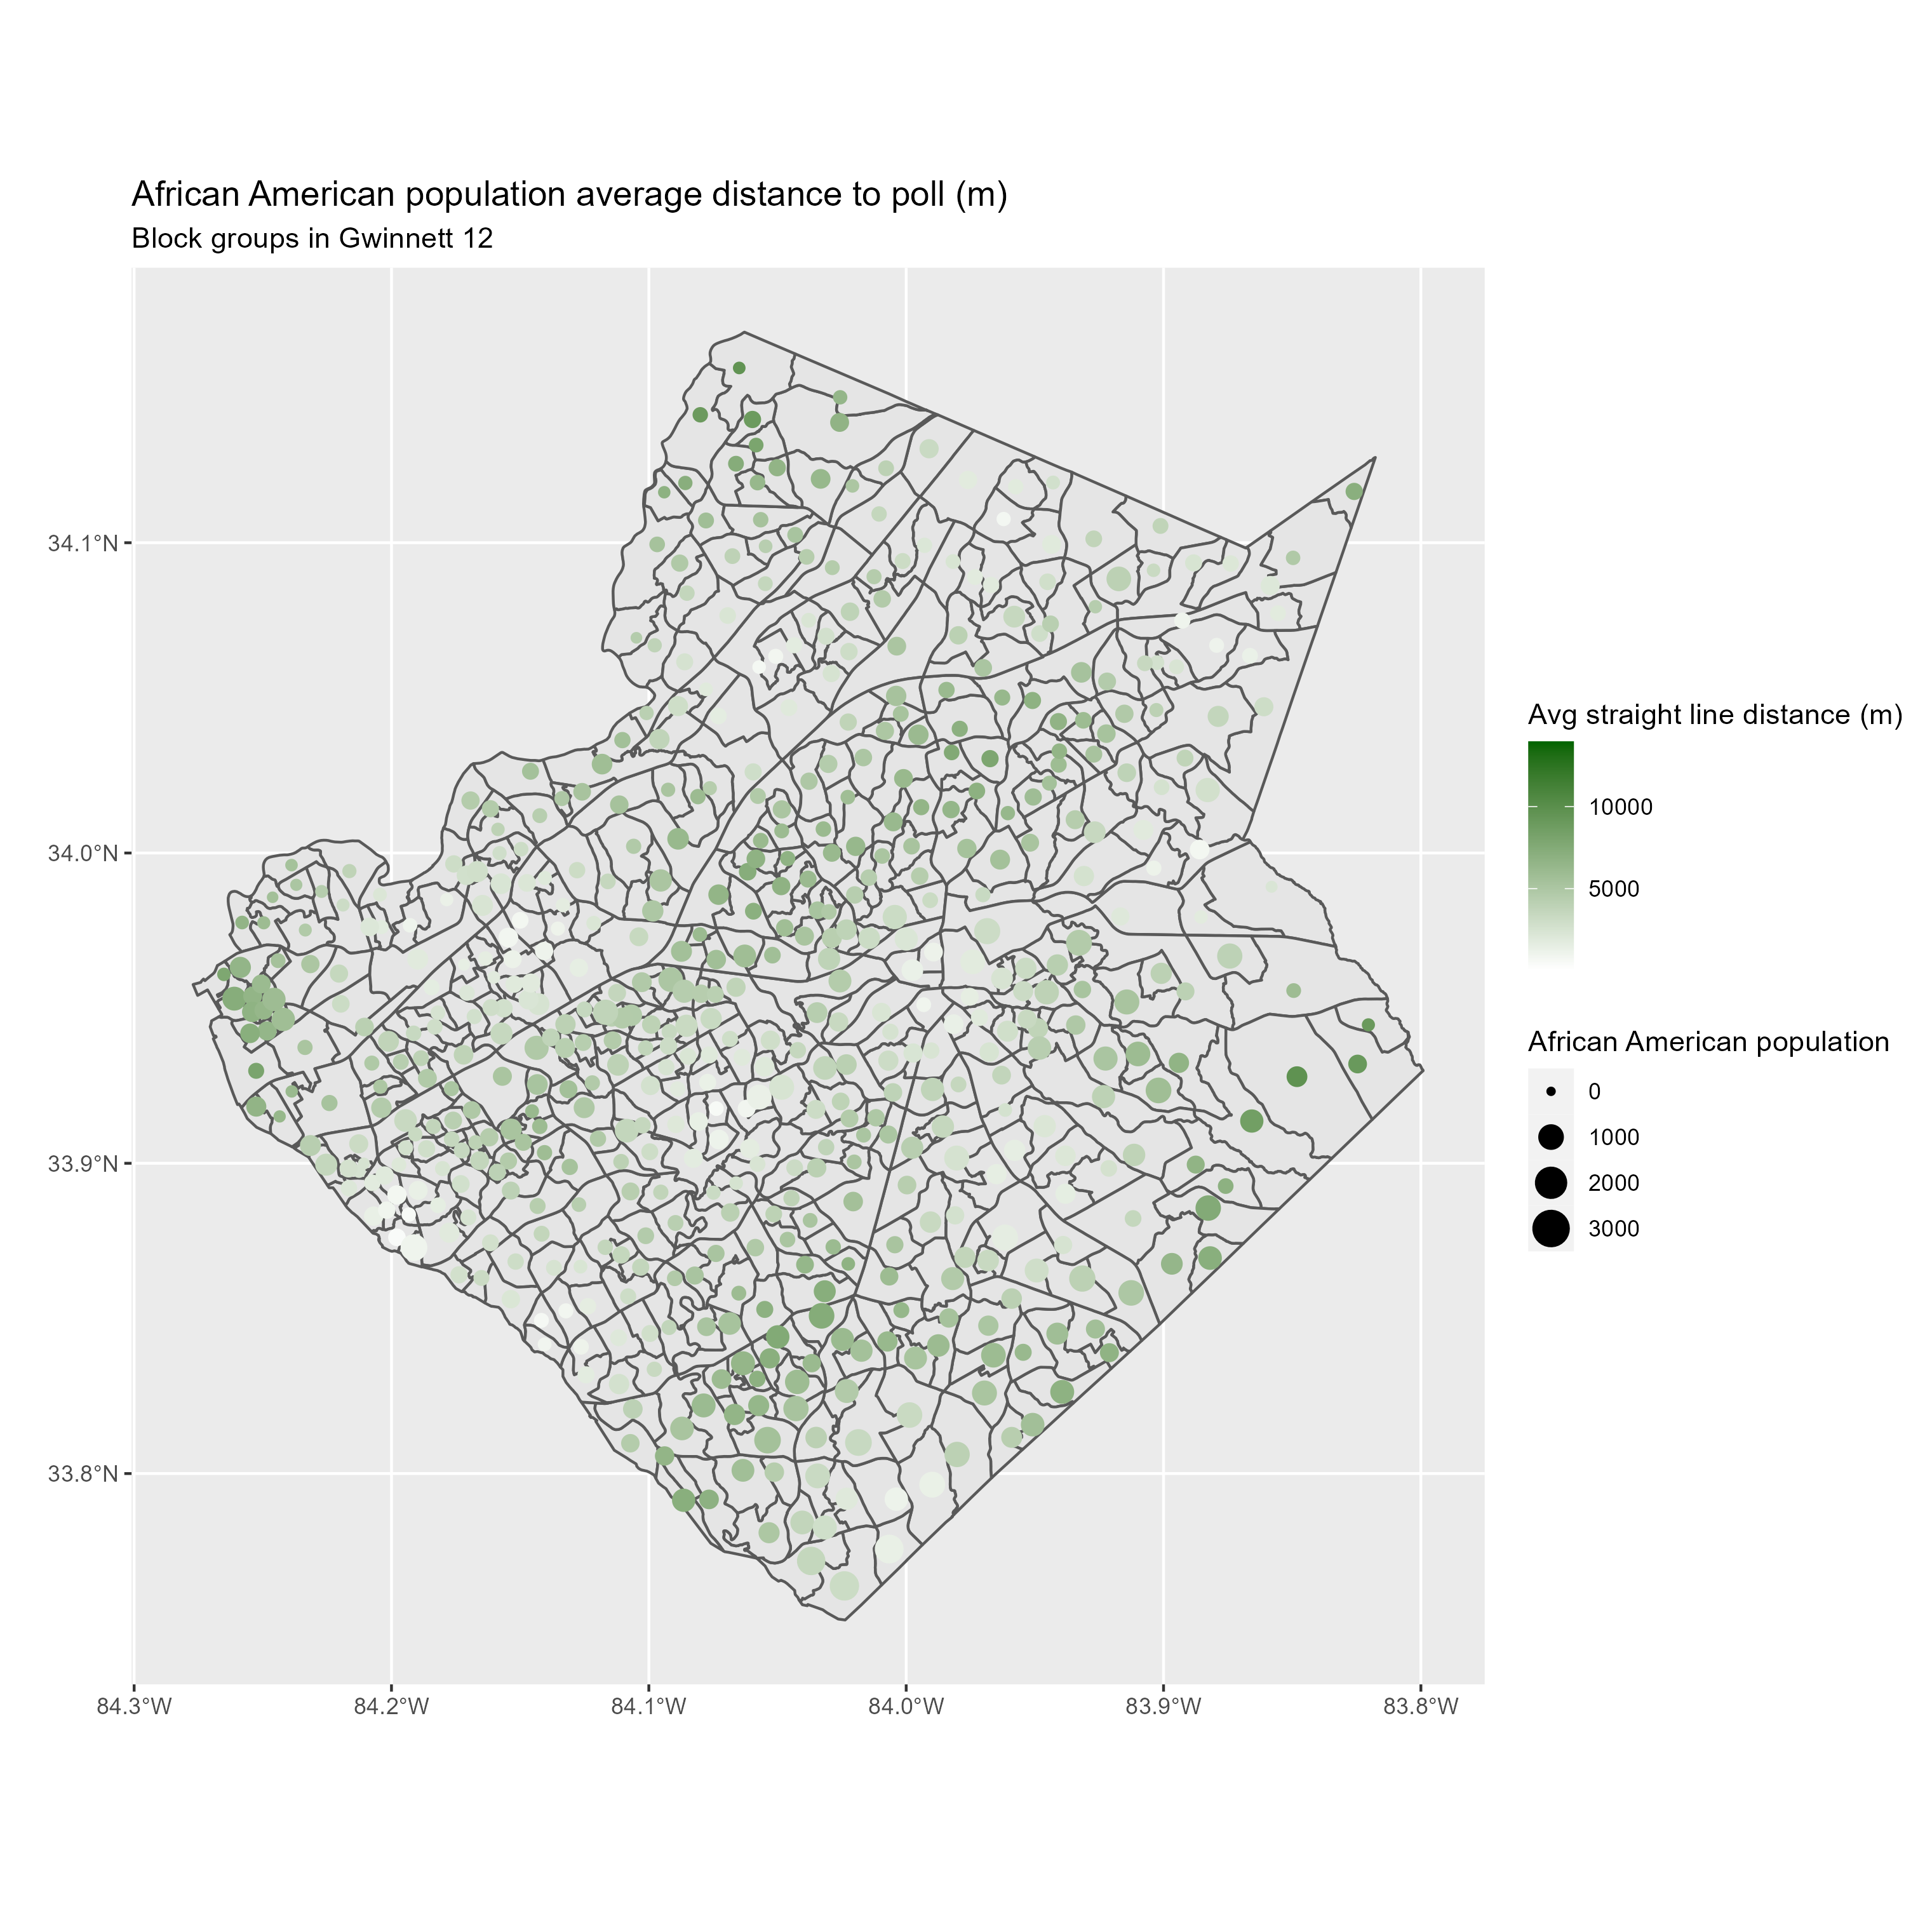 African American population average distance to poll (m)
Block groups in Gwinnett 12
34.1°N
34.0°N
33.9°N
33.8°N
84.3°W
84.2°W
84.1°W
84.0°W
83.9°W
83.8°W
Avg straight line distance (m)
10000
5000
African American population
0
1000
2000
3000